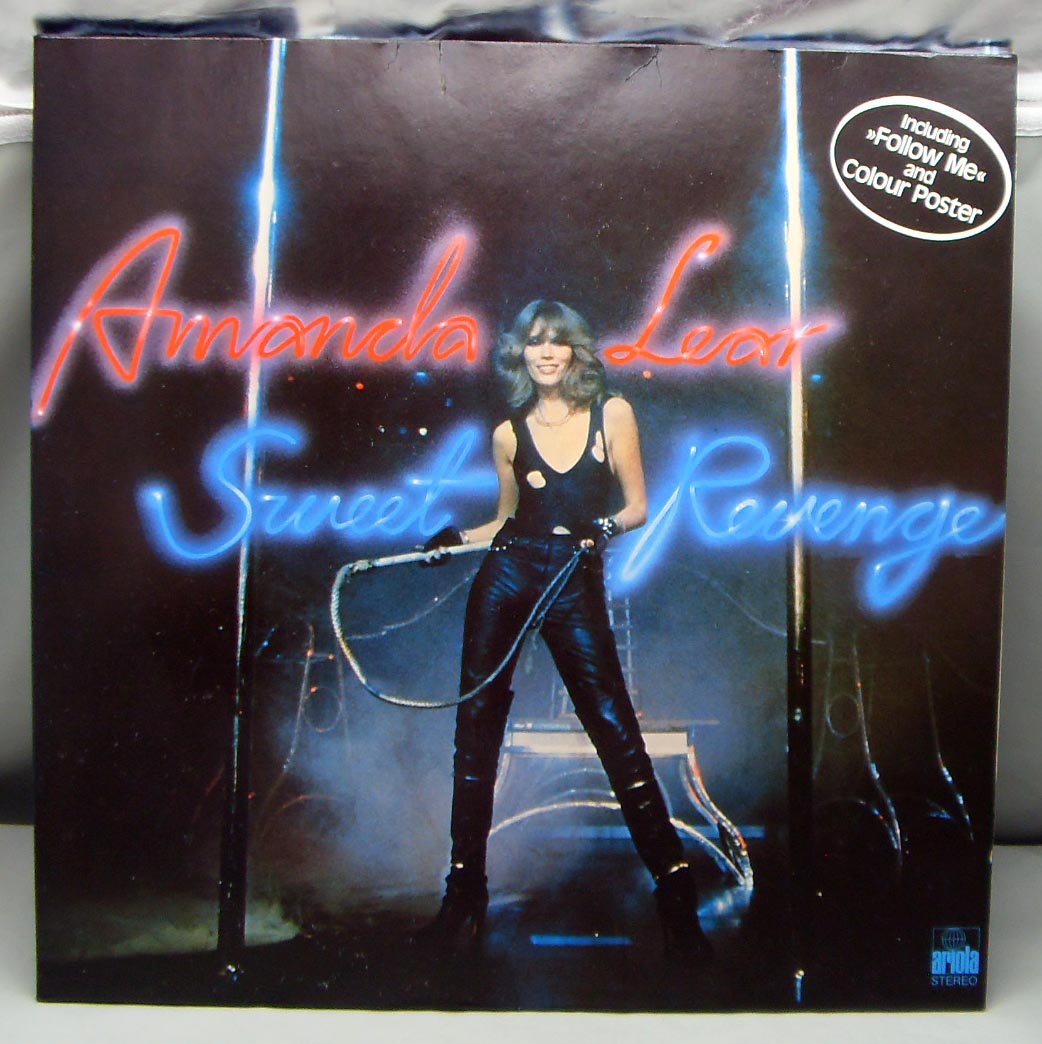 Including
»Follow Me«
and
Colour Poster
Amanda Lear
Sweet Revenge
ariola
STEREO